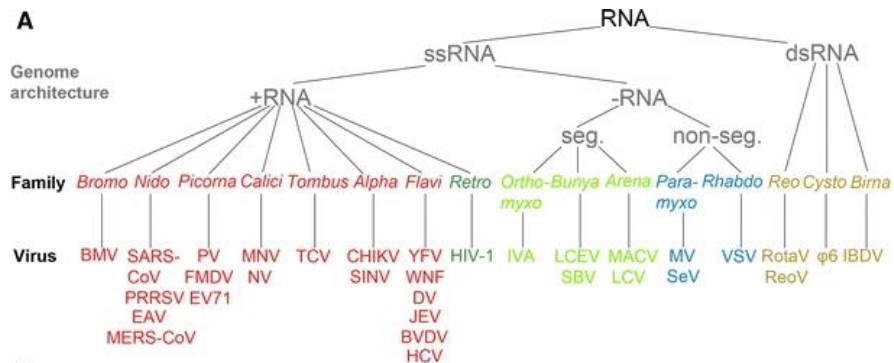 A
RNA
ssRNA
dsRNA
Genome
architecture
+RNA
-RNA
seg.
non-seg.
Family Bromo Nido Picorna Calici Tombus Alpha Flavi Retro Ortho- Bunya Arena Para- Rhabdo Reo Cysto Birna
myxo myxo
Virus BMV SARS- PV MNV TCV CHIKV YFV HIV-1 IVA LCEV MACV MV VSV RotaV φ6 IBDV
CoV FMDV NV SINV WNF SBV LCV SeV ReoV
PRRSV EV71 DV
EAV JEV
MERS-CoV BVDV
HCV